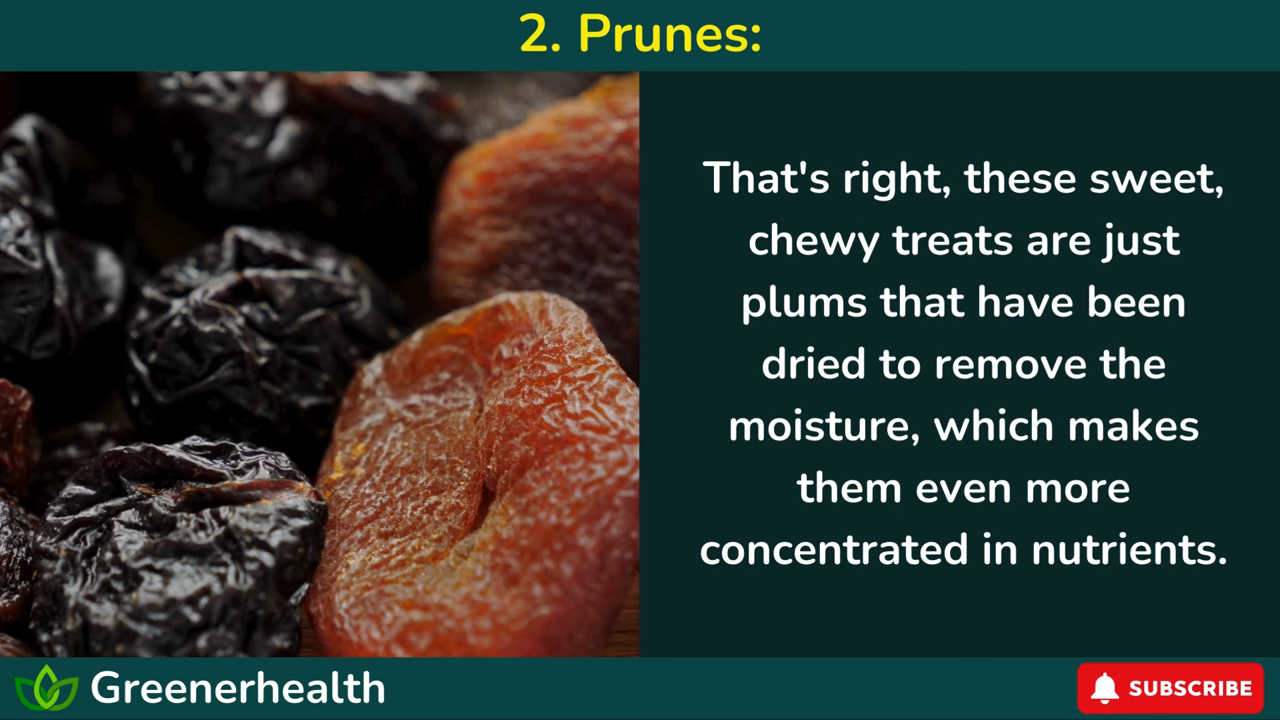 2. Prunes:
That's right, these sweet,
chewy treats are just
plums that have been
dried to remove the
moisture, which makes
them even more
concentrated in nutrients.
Greenerhealth
SUBSCRIBE